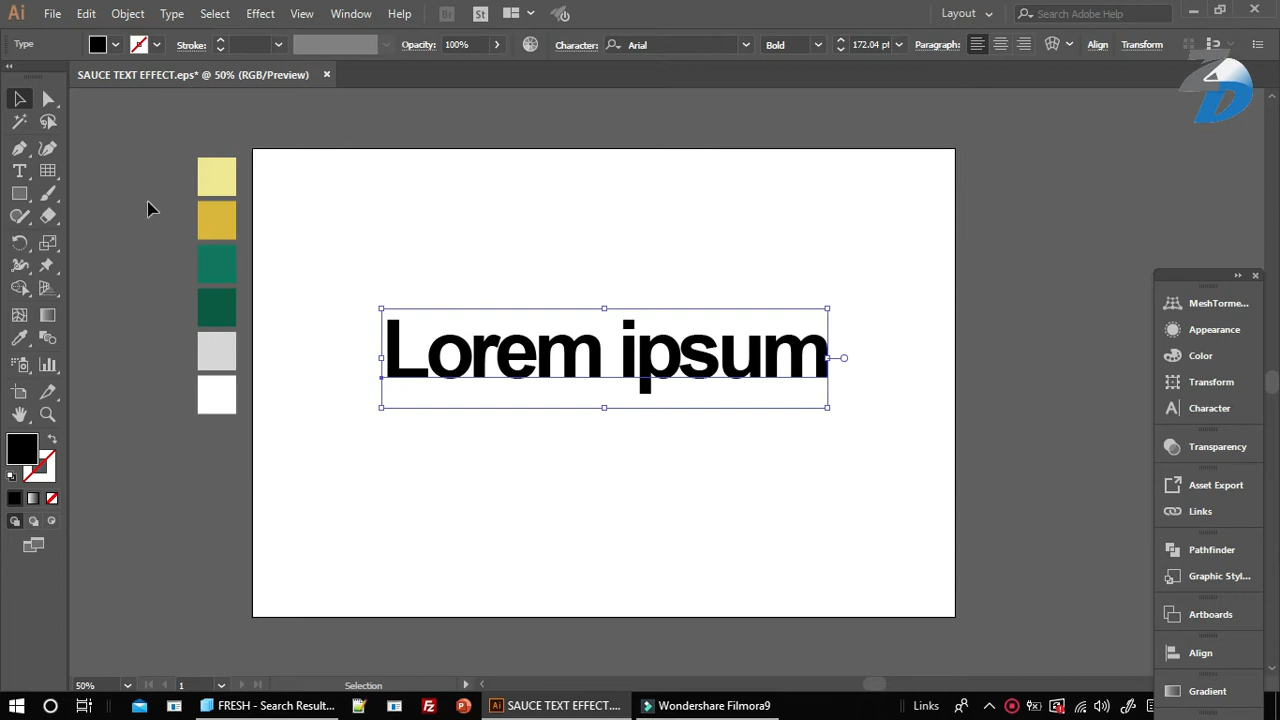 Ai File Edit Object Type Select Effect View Window Help Br St Layout Search Adobe Help
Type Stroke: Opacity: 100% Character: Arial Bold 172.04 pt Paragraph: Align Transform
SAUCE TEXT EFFECT.eps* @ 50% (RGB/Preview)
Lorem ipsum
MeshTorme...
Appearance
Color
Transform
Character
Transparency
Asset Export
Links
Pathfinder
Graphic Styl...
Artboards
Align
Gradient
50% 1 Selection
FRESH - Search Result... SAUCE TEXT EFFECT.... Wondershare Filmora9 Links